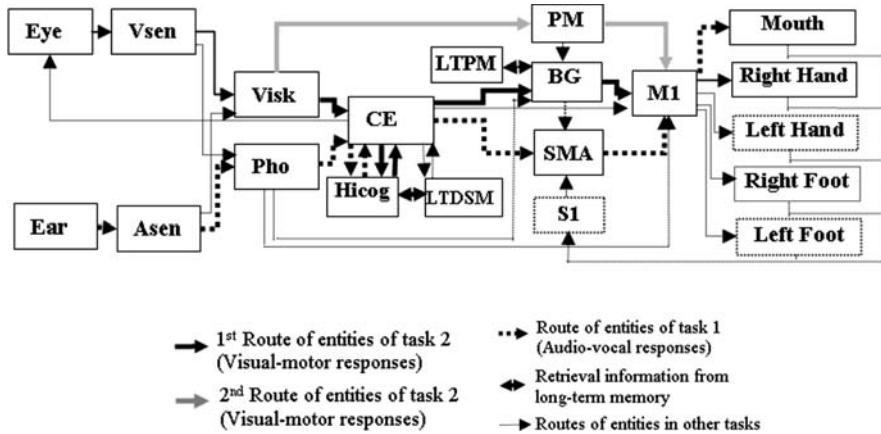 Eye
Vsen
PM
Mouth
LTPM
BG
Right Hand
Visk
M1
CE
Left Hand
SMA
Pho
Right Foot
Hicog
LTDSM
S1
Ear
Asen
Left Foot
1st Route of entities of task 2
(Visual-motor responses)
2nd Route of entities of task 2
(Visual-motor responses)
Route of entities of task 1
(Audio-vocal responses)
Retrieval information from
long-term memory
Routes of entities in other tasks